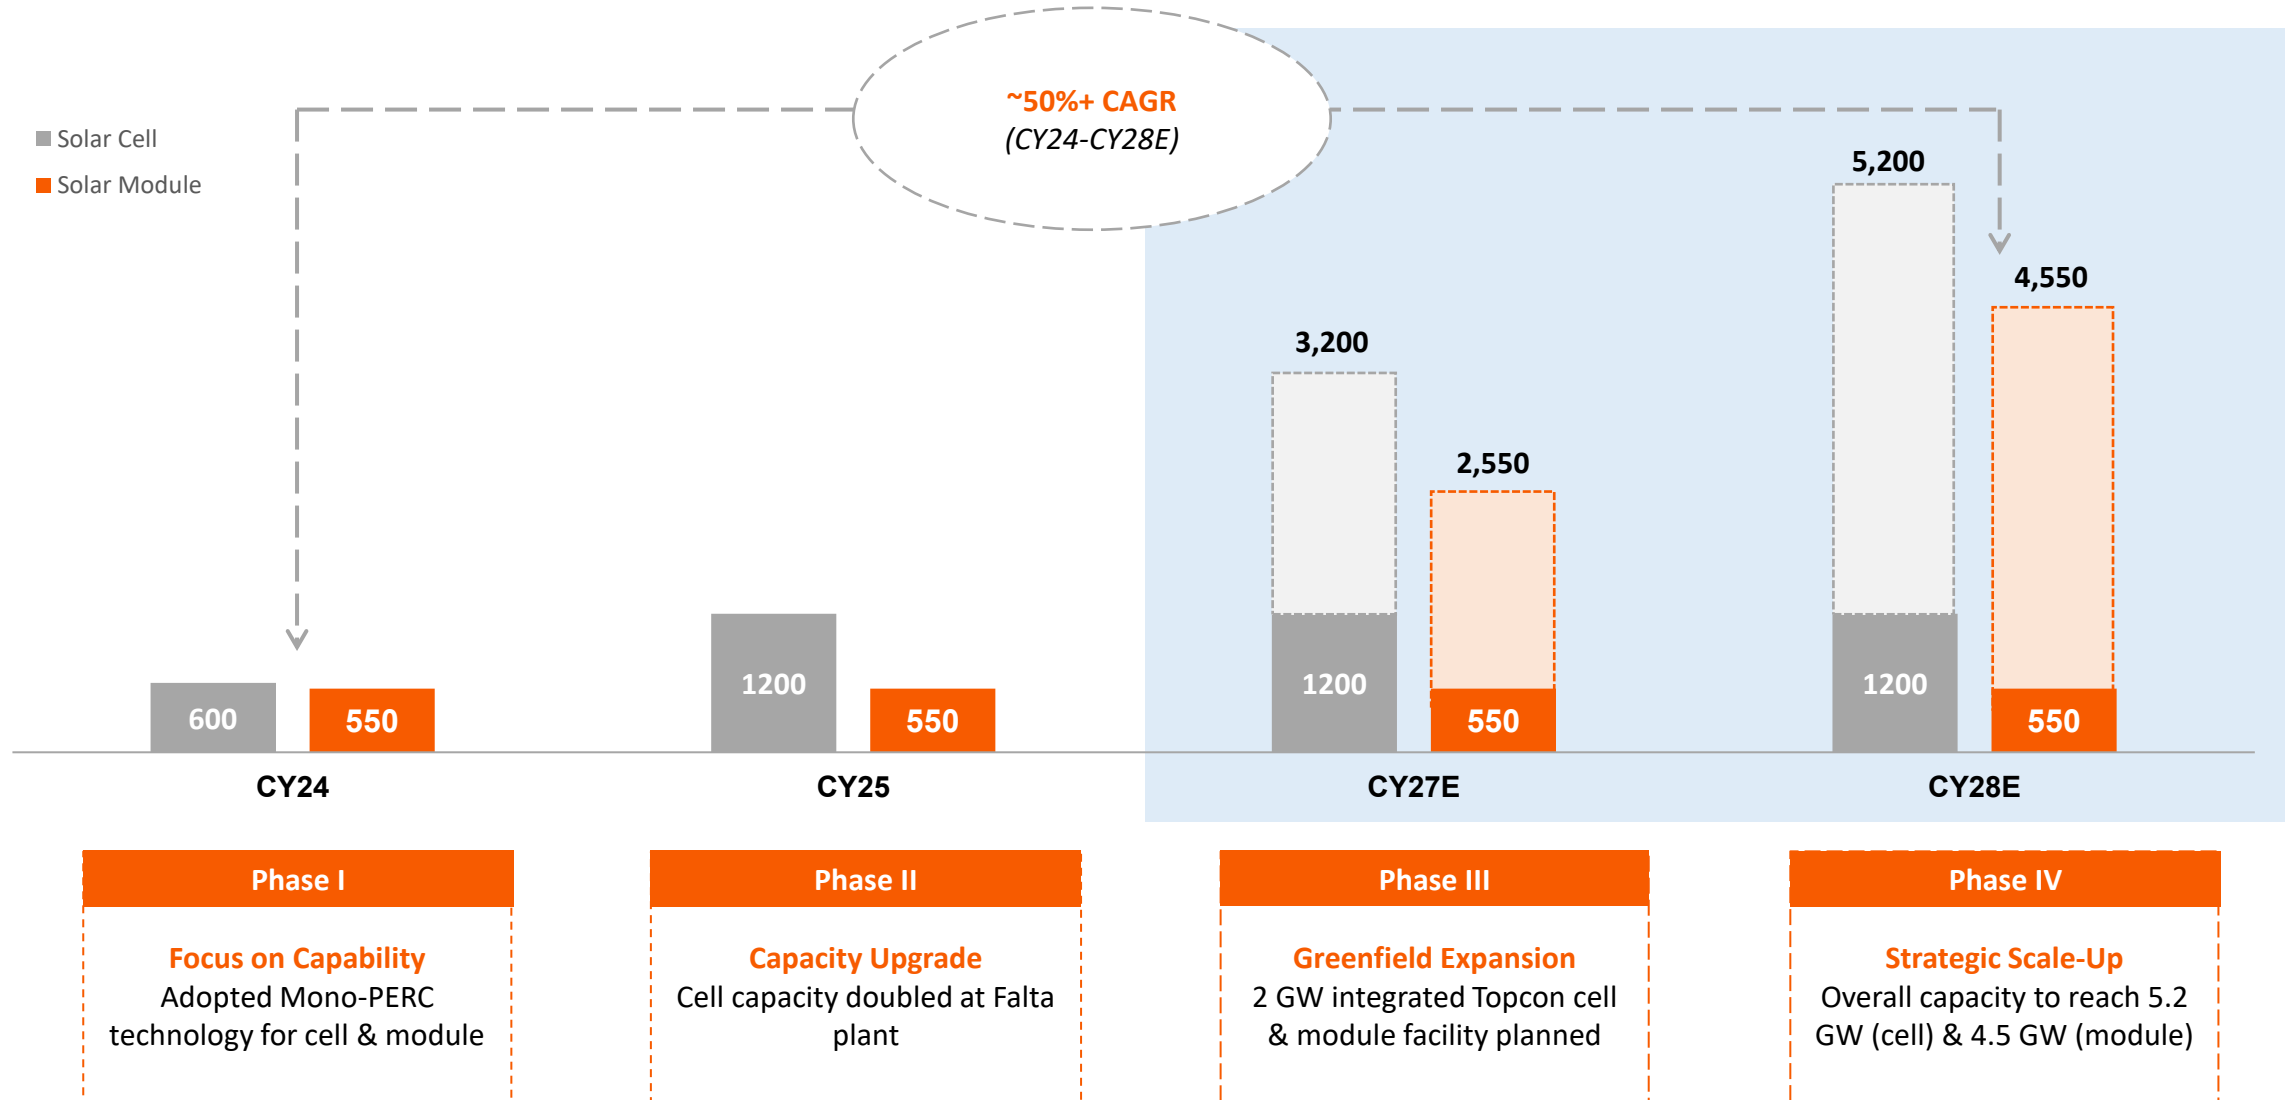 ~50%+ CAGR
(CY24-CY28E)
Solar Cell
Solar Module
5,200
4,550
3,200
2,550
600
550
1200
550
1200
550
1200
550
CY24
CY25
CY27E
CY28E
Phase I
Focus on Capability
Adopted Mono-PERC
technology for cell & module
Phase II
Capacity Upgrade
Cell capacity doubled at Falta
plant
Phase III
Greenfield Expansion
2 GW integrated Topcon cell
& module facility planned
Phase IV
Strategic Scale-Up
Overall capacity to reach 5.2
GW (cell) & 4.5 GW (module)